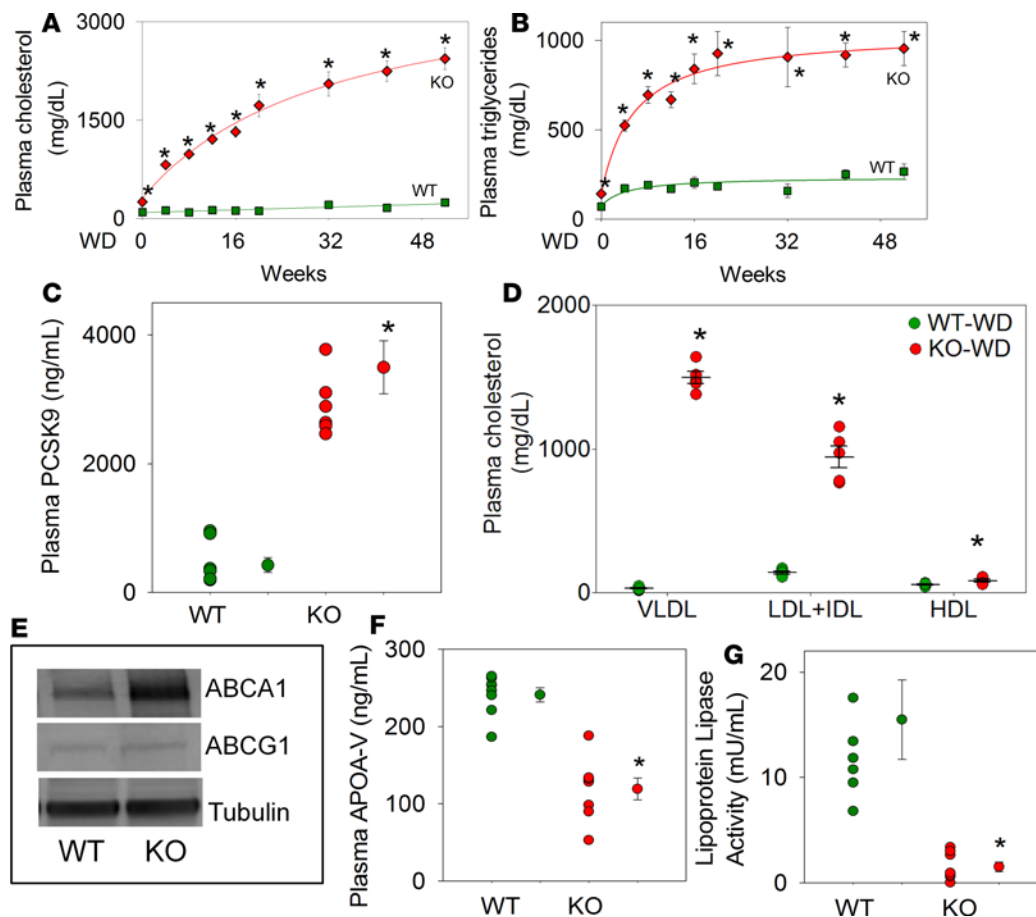 A
Plasma cholesterol
(mg/dL)
3000
1500
0
* * * * * * * * *
KO
WT
WD
0 16 32 48
Weeks
B
Plasma triglycerides
(mg/dL)
1000
500
0
* * * * * * * * *
KO
WT
WD
0 16 32 48
Weeks
C
Plasma PCSK9 (ng/mL)
4000
2000
0
*
WT KO
D
Plasma cholesterol
(mg/dL)
2000
1000
0
WT-WD
KO-WD
* * *
VLDL LDL+IDL HDL
E
ABCA1
ABCG1
Tubulin
WT KO
F
Plasma APOA-V (ng/mL)
300
200
100
0
*
WT KO
G
Lipoprotein Lipase
Activity (mU/mL)
20
10
0
*
WT KO